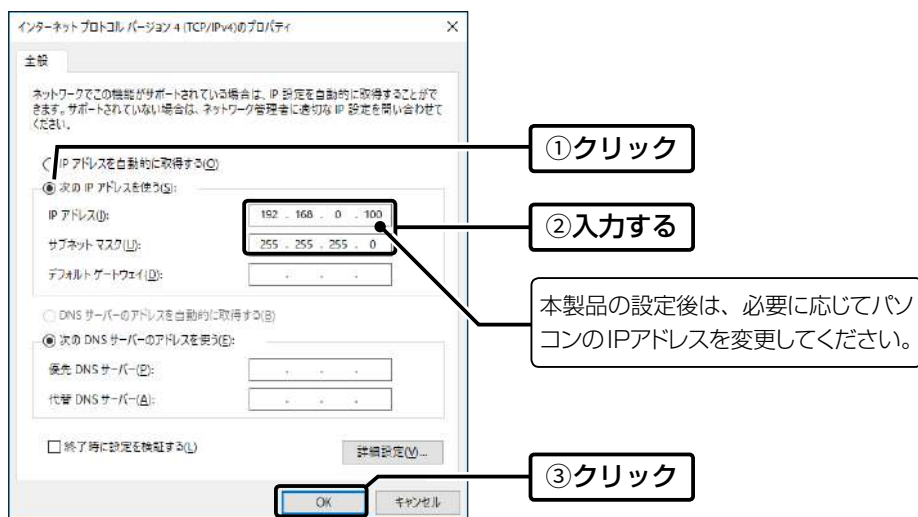 インターネット プロトコル バージョン 4 (TCP/IPv4)のプロパティ
全般
ネットワークでこの機能がサポートされている場合は、IP 設定を自動的に取得することがで
きます。サポートされていない場合は、ネットワーク管理者に適切な IP 設定を問い合わせて
ください。
IP アドレスを自動的に取得する(O)
次の IP アドレスを使う(S):
IP アドレス(I):
192 . 168 . 0 . 100
サブネット マスク(U):
255 . 255 . 255 . 0
デフォルト ゲートウェイ(D):
. . .
DNS サーバーのアドレスを自動的に取得する(B)
次の DNS サーバーのアドレスを使う(E):
優先 DNS サーバー(P):
. . .
代替 DNS サーバー(A):
. . .
終了時に設定を検証する(L)
詳細設定(V)...
OK
キャンセル
①クリック
②入力する
本製品の設定後は、必要に応じてパソ
コンのIPアドレスを変更してください。
③クリック